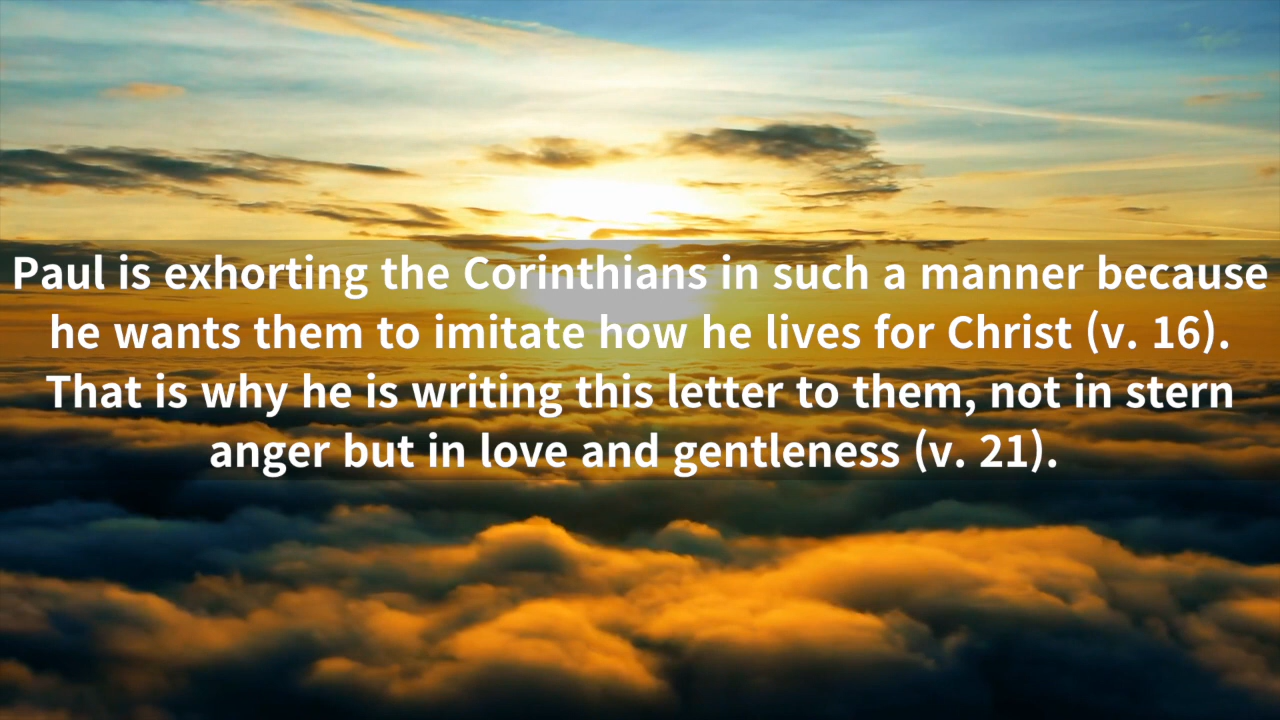 Paul is exhorting the Corinthians in such a manner because
he wants them to imitate how he lives for Christ (v. 16).
That is why he is writing this letter to them, not in stern
anger but in love and gentleness (v. 21).